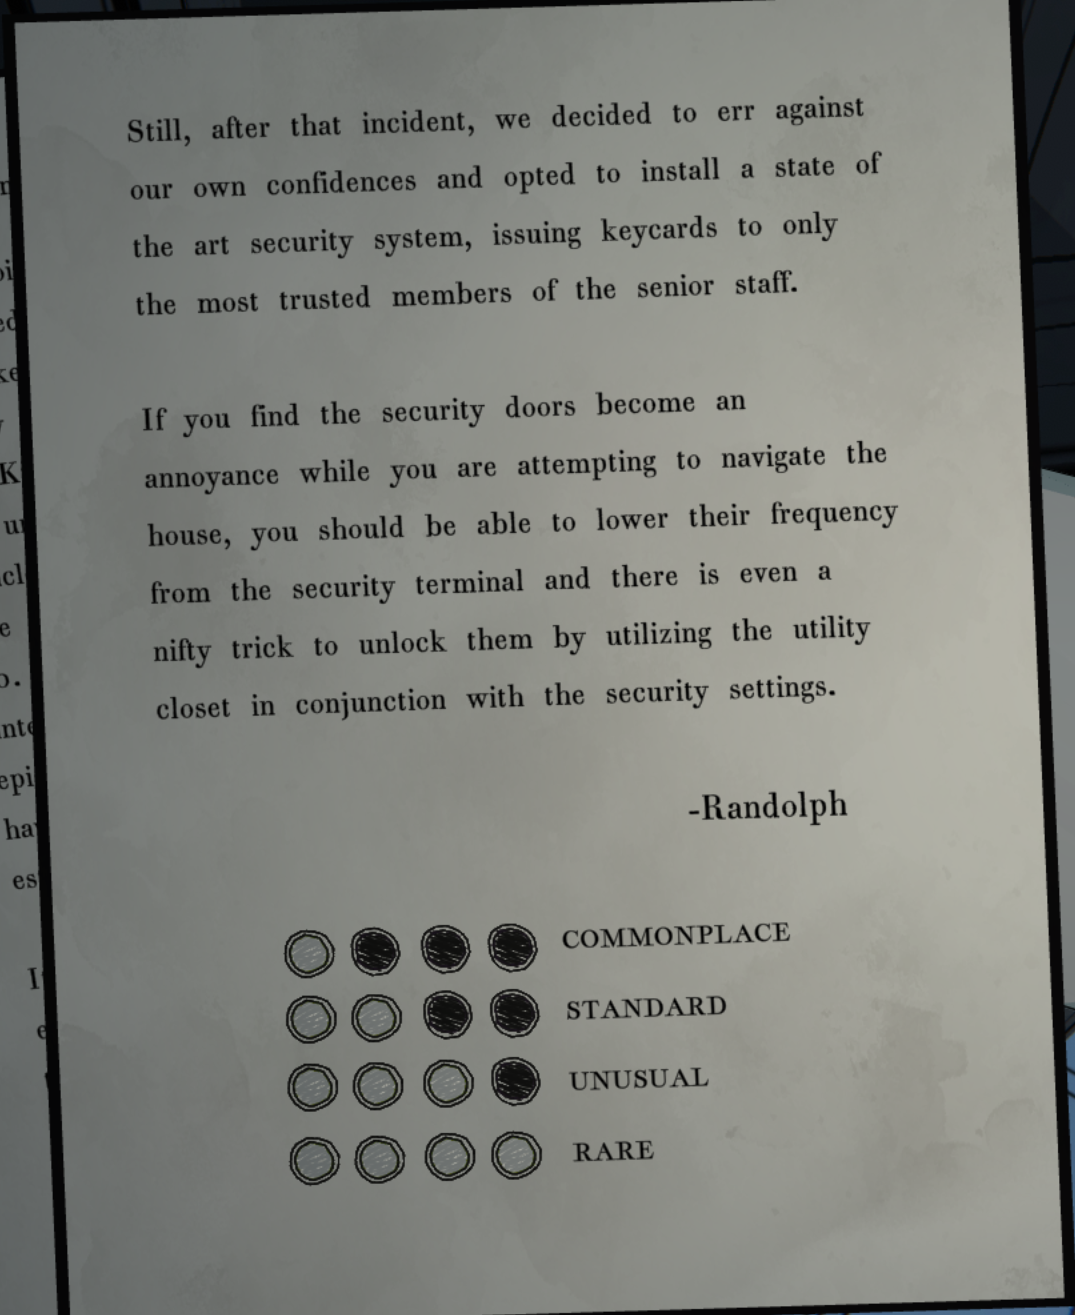 Still, after that incident, we decided to err against
our own confidences and opted to install a state of
the art security system, issuing keycards to only
the most trusted members of the senior staff.
If you find the security doors become an
annoyance while you are attempting to navigate the
house, you should be able to lower their frequency
from the security terminal and there is even a
nifty trick to unlock them by utilizing the utility
closet in conjunction with the security settings.
-Randolph
COMMONPLACE
STANDARD
UNUSUAL
RARE